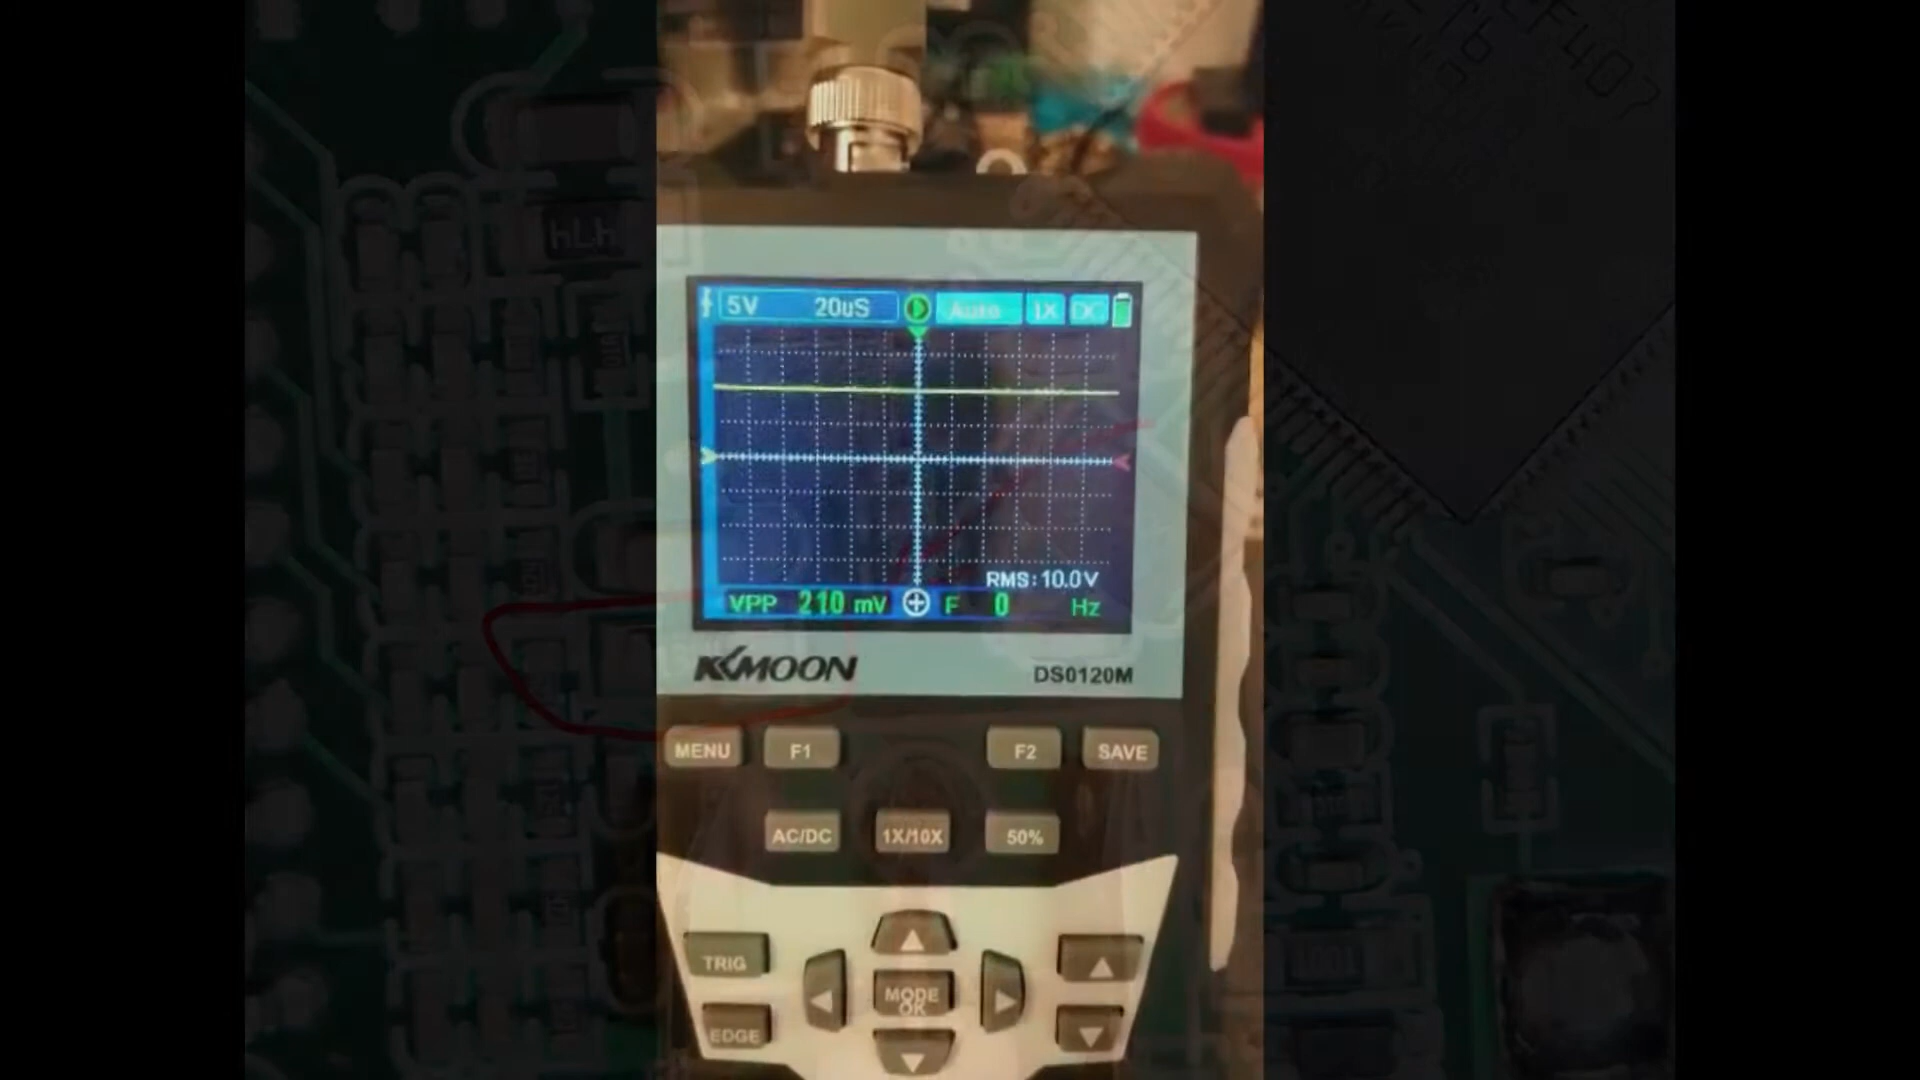 5V 20uS Auto 1X DC
RMS:10.0V
VPP 210 mV F 0 Hz
KKMOON DS0120M
MENU F1 F2 SAVE
AC/DC 1X/10X 50%
TRIG
MODE
OK
EDGE